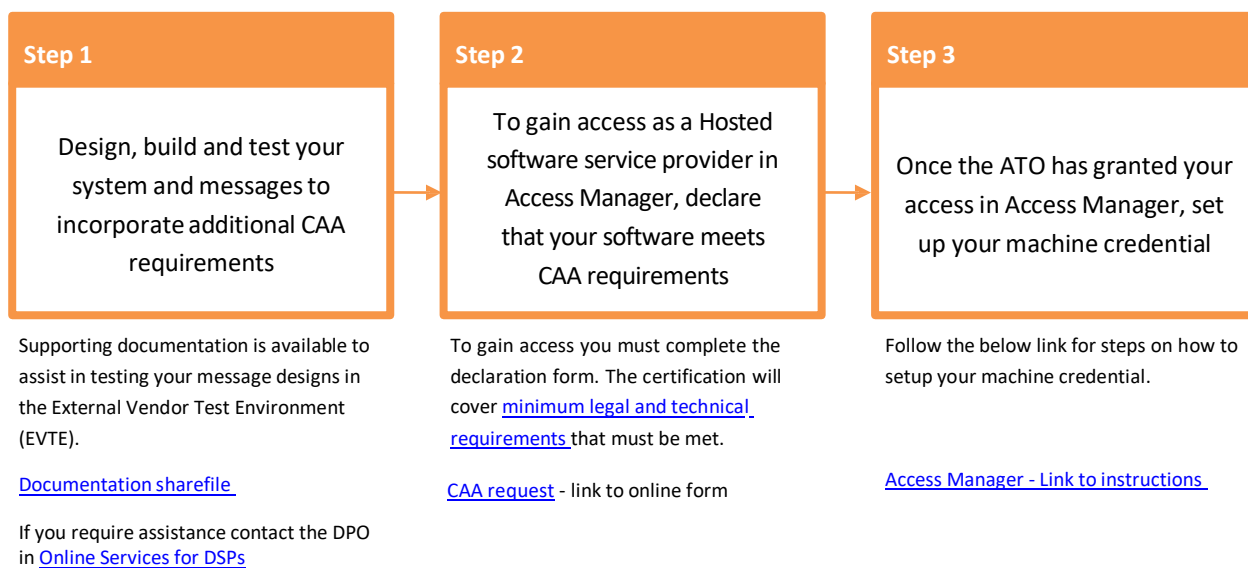 Step 1
Design, build and test your
system and messages to
incorporate additional CAA
requirements
Supporting documentation is available to
assist in testing your message designs in
the External Vendor Test Environment
(EVTE).
Documentation sharefile
If you require assistance contact the DPO
in Online Services for DSPs
Step 2
To gain access as a Hosted
software service provider in
Access Manager, declare
that your software meets
CAA requirements
To gain access you must complete the
declaration form. The certification will
cover minimum legal and technical
requirements that must be met.
CAA request - link to online form
Step 3
Once the ATO has granted your
access in Access Manager, set
up your machine credential
Follow the below link for steps on how to
setup your machine credential.
Access Manager - Link to instructions